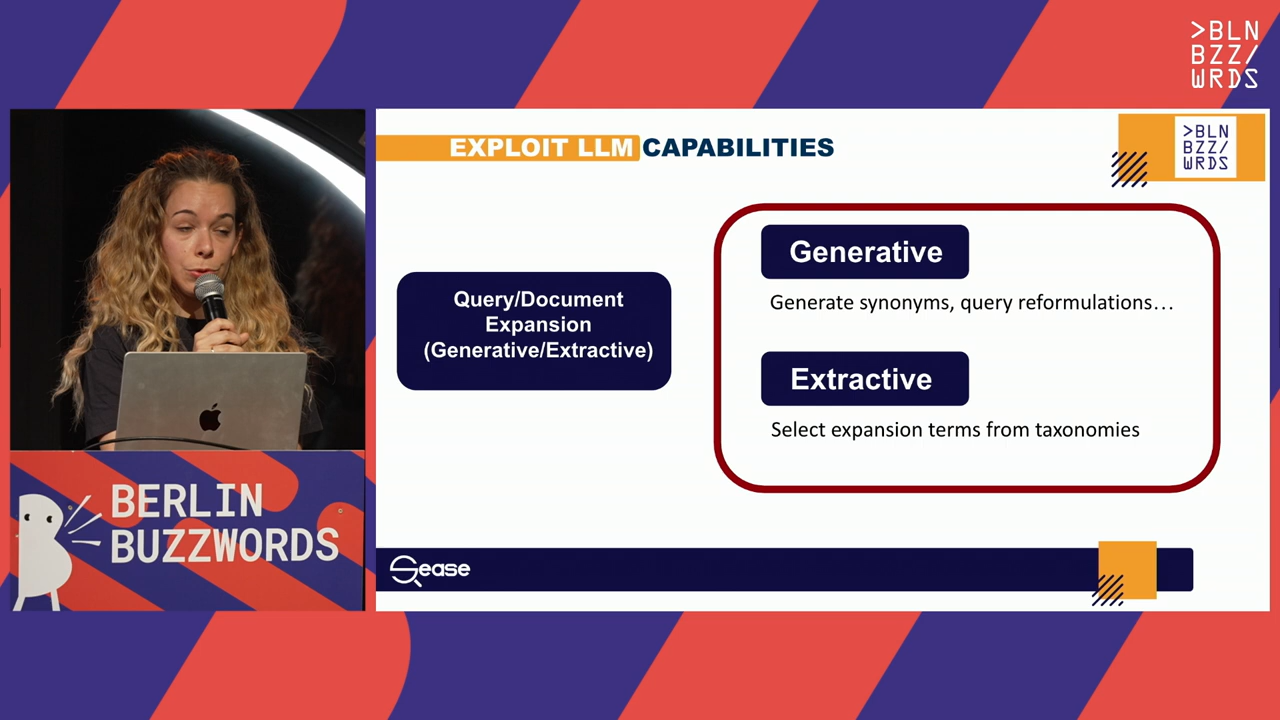 >BLN
BZZ/
WRDS
EXPLOIT LLM CAPABILITIES
>BLN
BZZ/
WRDS
Query/Document
Expansion
(Generative/Extractive)
Generative
Generate synonyms, query reformulations…
Extractive
Select expansion terms from taxonomies
Sease
BERLIN
BUZZWORDS